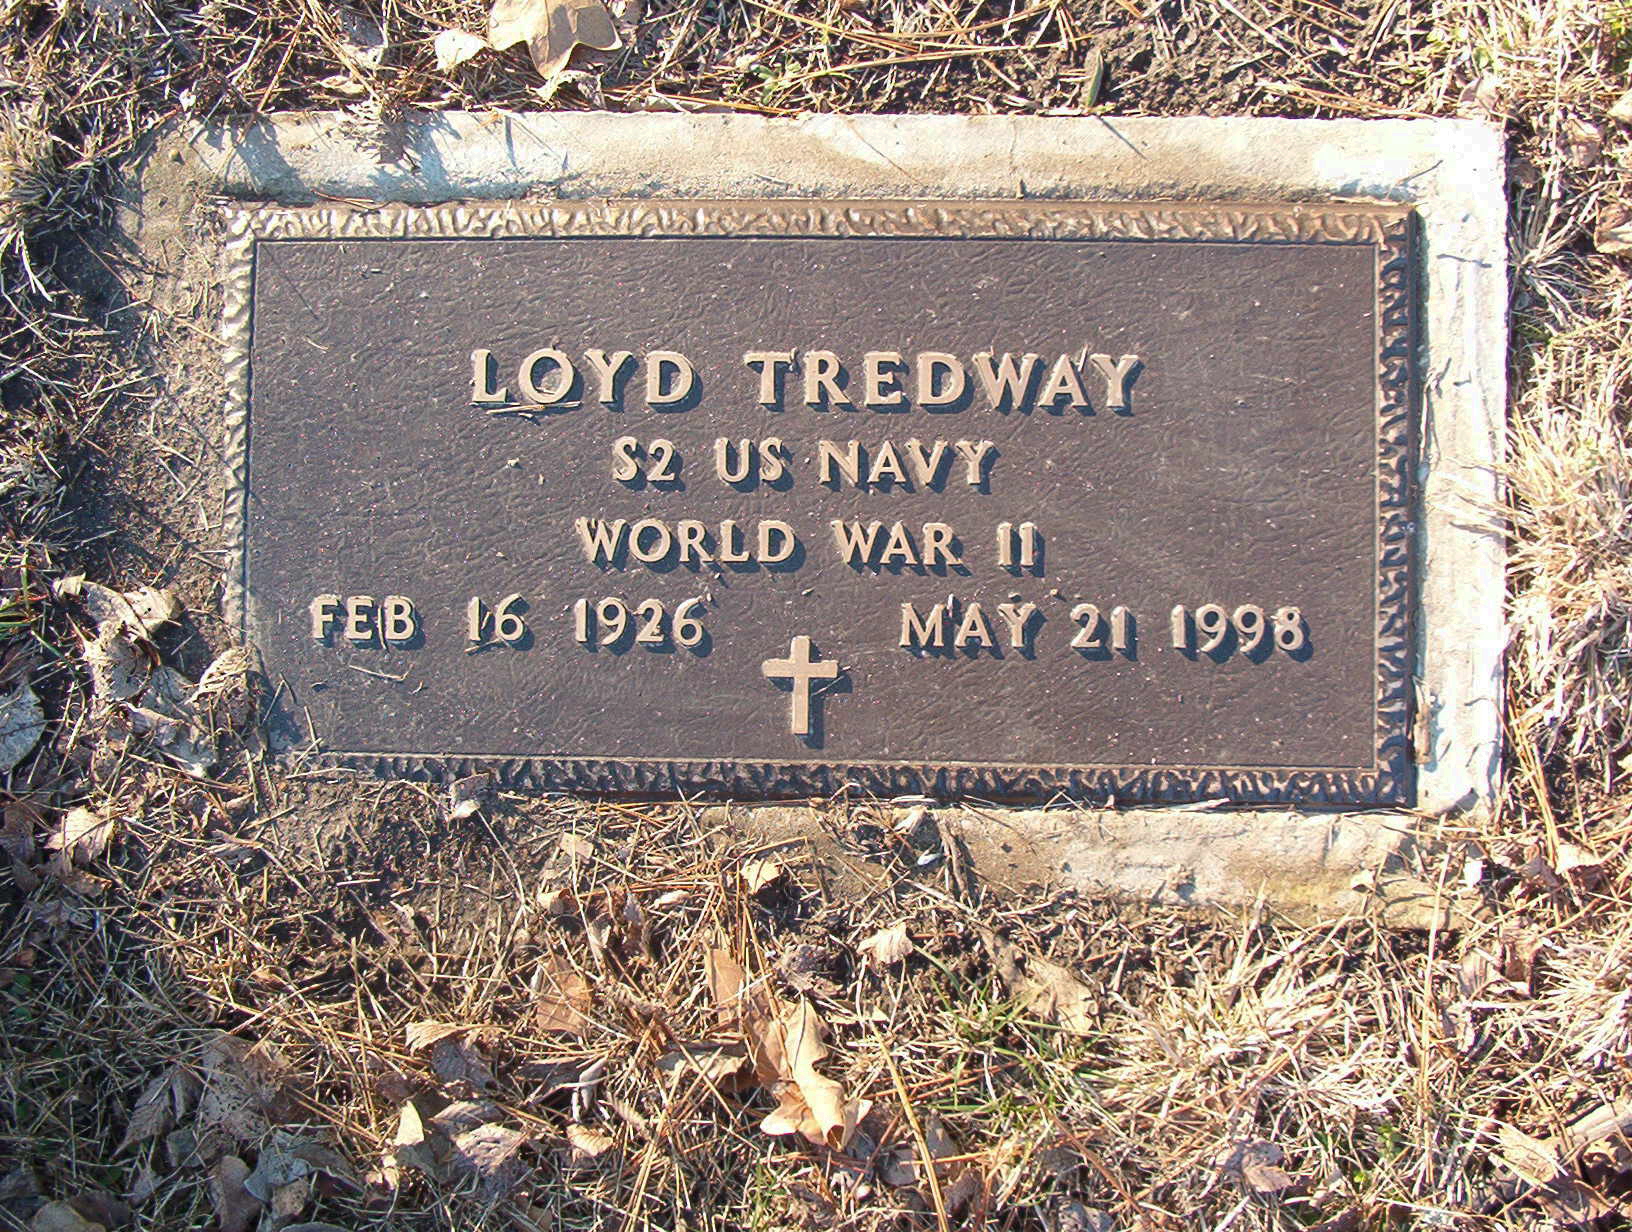 LOYD TREDWAY
S2 US NAVY
WORLD WAR II
FEB 16 1926 MAY 21 1998